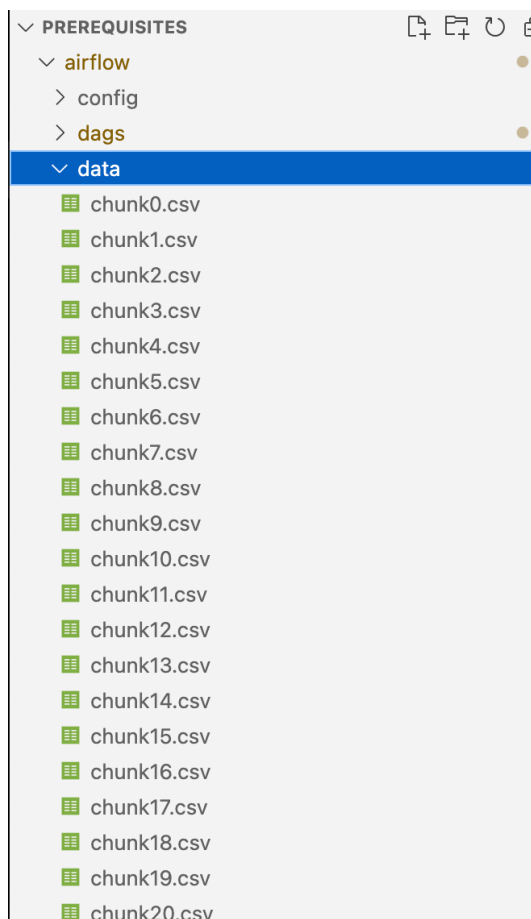 PREREQUISITES
airflow
config
dags
data
chunk0.csv
chunk1.csv
chunk2.csv
chunk3.csv
chunk4.csv
chunk5.csv
chunk6.csv
chunk7.csv
chunk8.csv
chunk9.csv
chunk10.csv
chunk11.csv
chunk12.csv
chunk13.csv
chunk14.csv
chunk15.csv
chunk16.csv
chunk17.csv
chunk18.csv
chunk19.csv
chunk20.csv